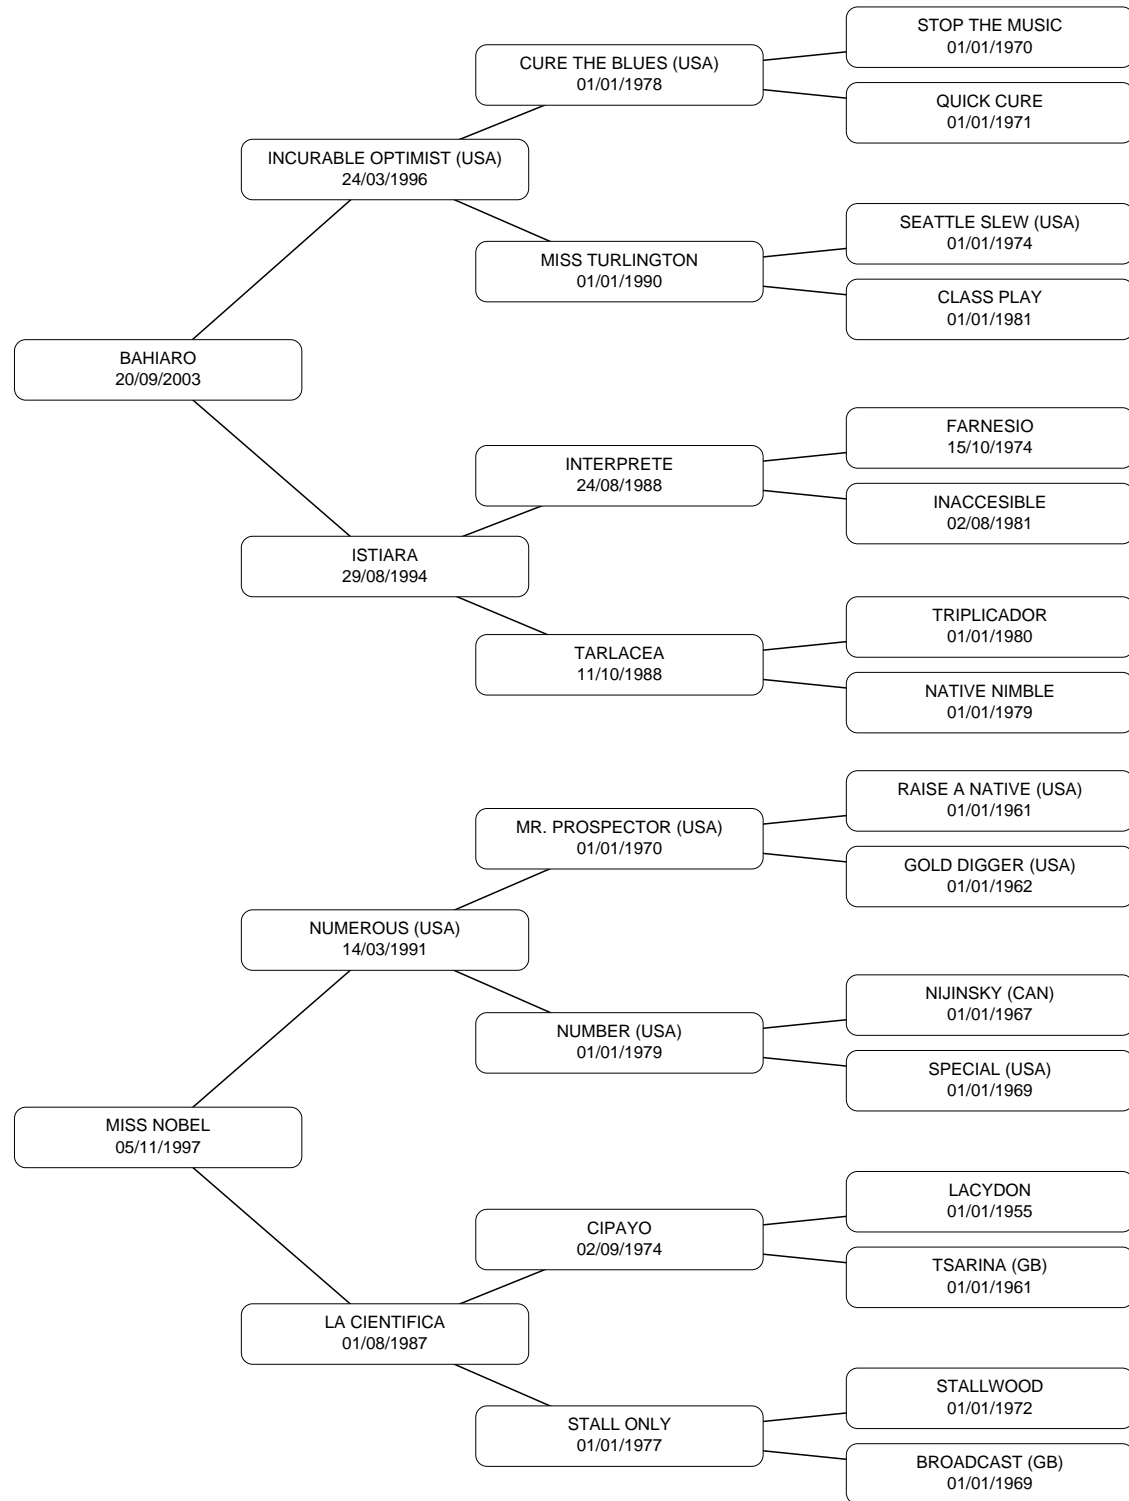 STOP THE MUSIC
01/01/1970
CURE THE BLUES (USA)
01/01/1978
QUICK CURE
01/01/1971
INCURABLE OPTIMIST (USA)
24/03/1996
SEATTLE SLEW (USA)
01/01/1974
MISS TURLINGTON
01/01/1990
CLASS PLAY
01/01/1981
BAHIARO
20/09/2003
FARNESIO
15/10/1974
INTERPRETE
24/08/1988
INACCESIBLE
02/08/1981
ISTIARA
29/08/1994
TRIPLICADOR
01/01/1980
TARLACEA
11/10/1988
NATIVE NIMBLE
01/01/1979
RAISE A NATIVE (USA)
01/01/1961
MR. PROSPECTOR (USA)
01/01/1970
GOLD DIGGER (USA)
01/01/1962
NUMEROUS (USA)
14/03/1991
NIJINSKY (CAN)
01/01/1967
NUMBER (USA)
01/01/1979
SPECIAL (USA)
01/01/1969
MISS NOBEL
05/11/1997
LACYDON
01/01/1955
CIPAYO
02/09/1974
TSARINA (GB)
01/01/1961
LA CIENTIFICA
01/08/1987
STALLWOOD
01/01/1972
STALL ONLY
01/01/1977
BROADCAST (GB)
01/01/1969